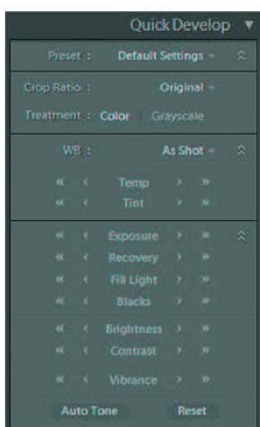 Quick Develop
Preset : Default Settings
Crop Ratio : Original
Treatment : Color Grayscale
WB : As Shot
Temp
Tint
Exposure
Recovery
Fill Light
Blacks
Brightness
Contrast
Vibrance
Auto Tone Reset